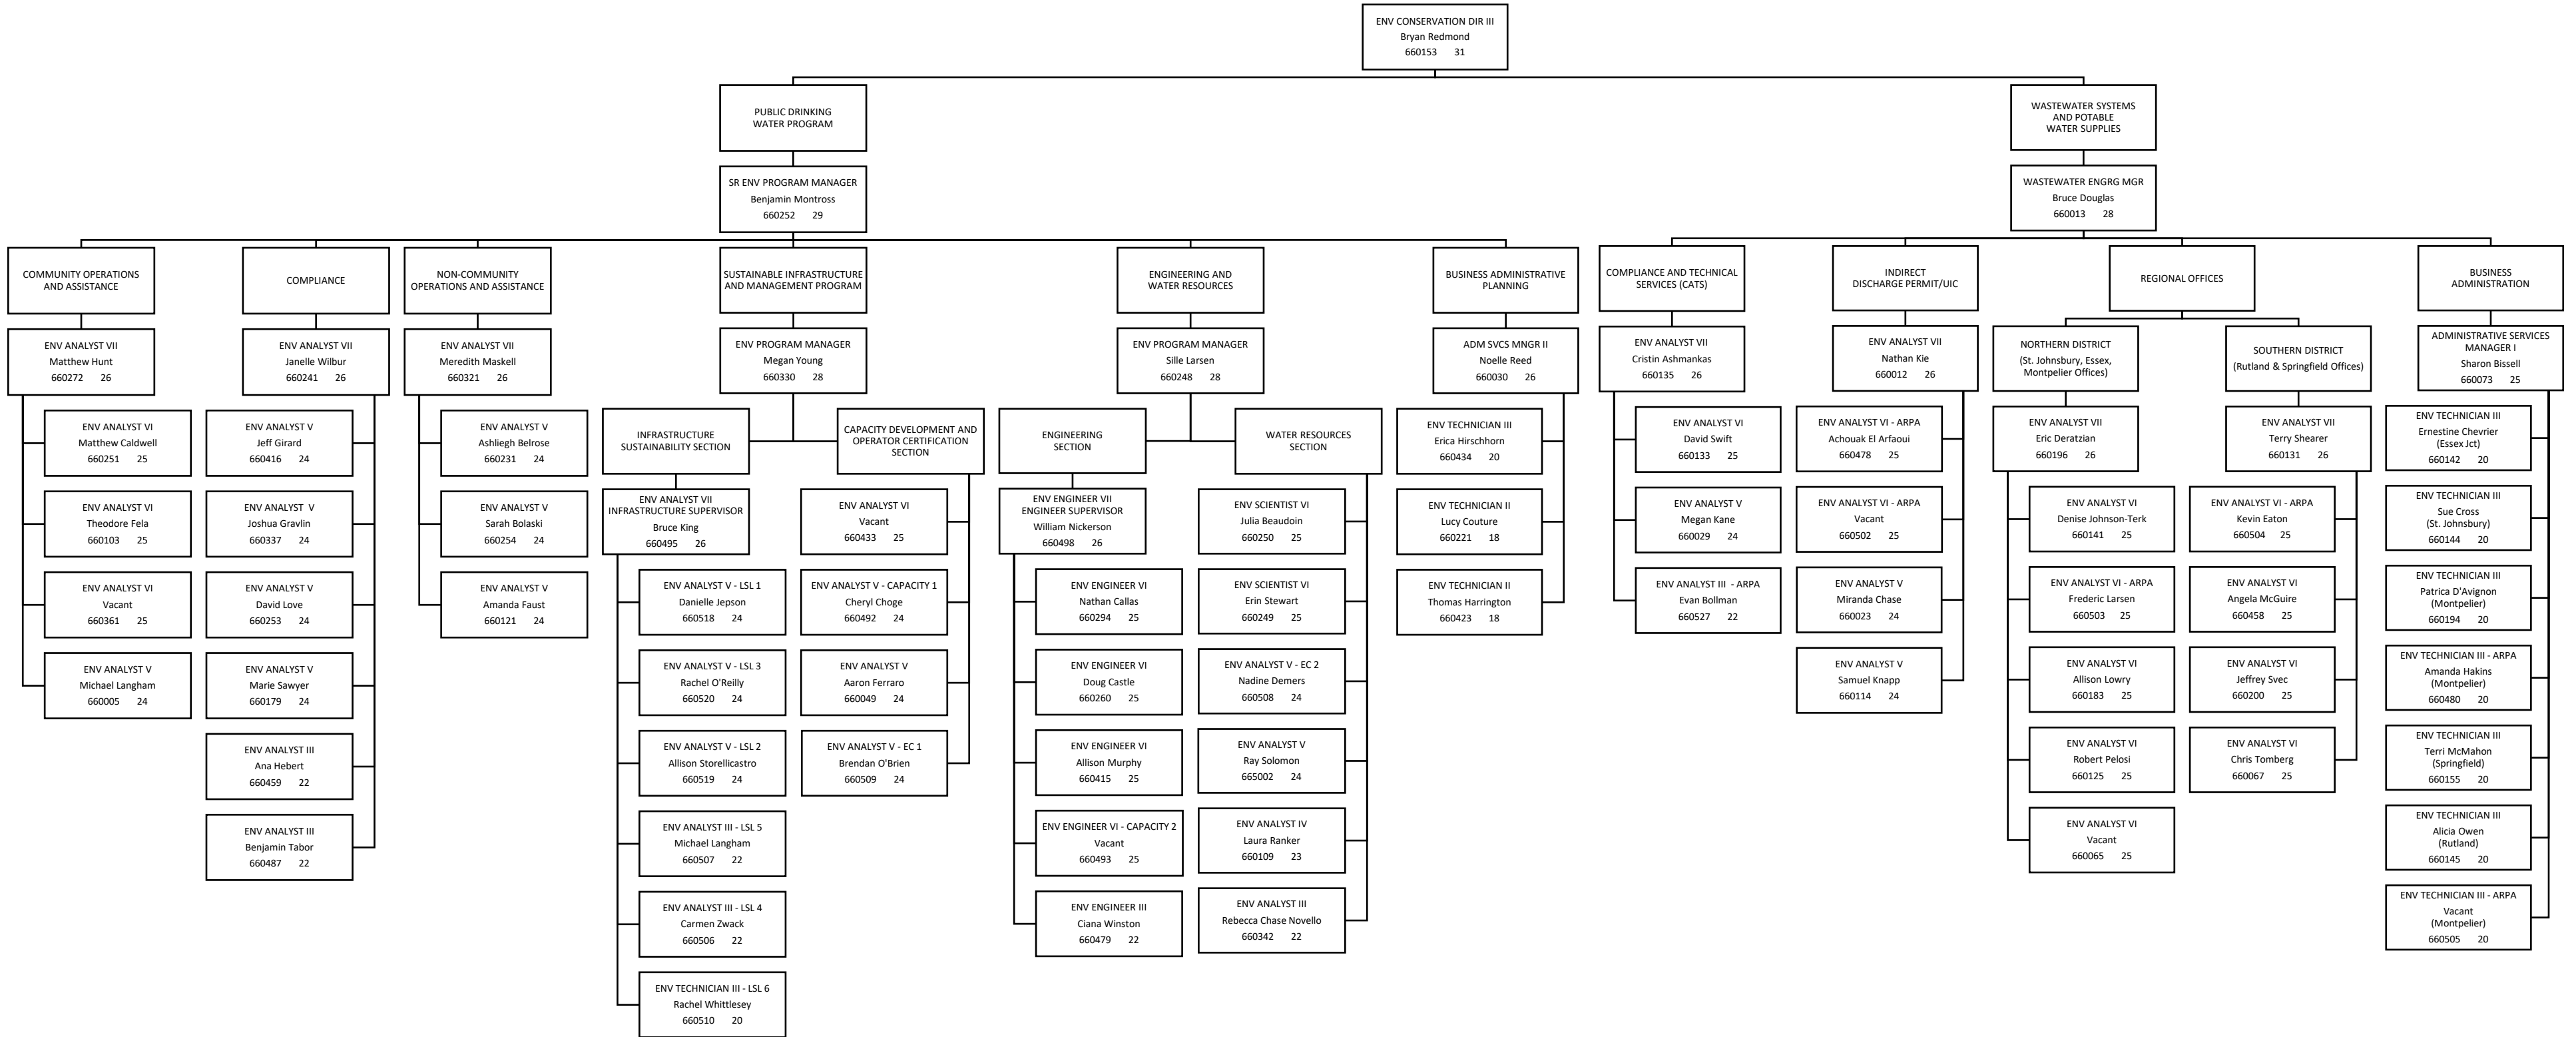 ENV CONSERVATION DIR III
Bryan Redmond
660153 31
PUBLIC DRINKING
WATER PROGRAM
SR ENV PROGRAM MANAGER
Benjamin Montross
660252 29
COMMUNITY OPERATIONS
AND ASSISTANCE
ENV ANALYST VII
Matthew Hunt
660272 26
ENV ANALYST VI
Matthew Caldwell
660251 25
ENV ANALYST VI
Theodore Fela
660103 25
ENV ANALYST VI
Vacant
660361 25
ENV ANALYST V
Michael Langham
660005 24
COMPLIANCE
ENV ANALYST VII
Janelle Wilbur
660241 26
ENV ANALYST V
Jeff Girard
660416 24
ENV ANALYST V
Joshua Gravlin
660337 24
ENV ANALYST V
David Love
660253 24
ENV ANALYST V
Marie Sawyer
660179 24
ENV ANALYST III
Ana Hebert
660459 22
ENV ANALYST III
Benjamin Tabor
660487 22
NON-COMMUNITY
OPERATIONS AND ASSISTANCE
ENV ANALYST VII
Meredith Maskell
660321 26
ENV ANALYST V
Ashliegh Belrose
660231 24
ENV ANALYST V
Sarah Bolaski
660254 24
ENV ANALYST V
Amanda Faust
660121 24
SUSTAINABLE INFRASTRUCTURE
AND MANAGEMENT PROGRAM
ENV PROGRAM MANAGER
Megan Young
660330 28
INFRASTRUCTURE
SUSTAINABILITY SECTION
ENV ANALYST VII
INFRASTRUCTURE SUPERVISOR
Bruce King
660495 26
ENV ANALYST V - LSL 1
Danielle Jepson
660518 24
ENV ANALYST V - LSL 3
Rachel O'Reilly
660520 24
ENV ANALYST V - LSL 2
Allison Storellicastro
660519 24
ENV ANALYST III - LSL 5
Michael Langham
660507 22
ENV ANALYST III - LSL 4
Carmen Zwack
660506 22
ENV TECHNICIAN III - LSL 6
Rachel Whittlesey
660510 20
CAPACITY DEVELOPMENT AND
OPERATOR CERTIFICATION
SECTION
ENV ANALYST VI
Vacant
660433 25
ENV ANALYST V - CAPACITY 1
Cheryl Choge
660492 24
ENV ANALYST V
Aaron Ferraro
660049 24
ENV ANALYST V - EC 1
Brendan O'Brien
660509 24
ENGINEERING AND
WATER RESOURCES
ENV PROGRAM MANAGER
Sille Larsen
660248 28
ENGINEERING
SECTION
ENV ENGINEER VII
ENGINEER SUPERVISOR
William Nickerson
660498 26
ENV ENGINEER VI
Nathan Callas
660294 25
ENV ENGINEER VI
Doug Castle
660260 25
ENV ENGINEER VI
Allison Murphy
660415 25
ENV ENGINEER VI - CAPACITY 2
Vacant
660493 25
ENV ENGINEER III
Ciana Winston
660479 22
WATER RESOURCES
SECTION
ENV SCIENTIST VI
Julia Beaudoin
660250 25
ENV SCIENTIST VI
Erin Stewart
660249 25
ENV ANALYST V - EC 2
Nadine Demers
660508 24
ENV ANALYST V
Ray Solomon
665002 24
ENV ANALYST IV
Laura Ranker
660109 23
ENV ANALYST III
Rebecca Chase Novello
660342 22
BUSINESS ADMINISTRATIVE
PLANNING
ADM SVCS MNGR II
Noelle Reed
660030 26
ENV TECHNICIAN III
Erica Hirschhorn
660434 20
ENV TECHNICIAN II
Lucy Couture
660221 18
ENV TECHNICIAN II
Thomas Harrington
660423 18
WASTEWATER SYSTEMS
AND POTABLE
WATER SUPPLIES
WASTEWATER ENGRG MGR
Bruce Douglas
660013 28
COMPLIANCE AND TECHNICAL
SERVICES (CATS)
ENV ANALYST VII
Cristin Ashmankas
660135 26
ENV ANALYST VI
David Swift
660133 25
ENV ANALYST V
Megan Kane
660029 24
ENV ANALYST III - ARPA
Evan Bollman
660527 22
INDIRECT
DISCHARGE PERMIT/UIC
ENV ANALYST VII
Nathan Kie
660012 26
ENV ANALYST VI - ARPA
Achouak El Arfaoui
660478 25
ENV ANALYST VI - ARPA
Vacant
660502 25
ENV ANALYST V
Miranda Chase
660023 24
ENV ANALYST V
Samuel Knapp
660114 24
REGIONAL OFFICES
NORTHERN DISTRICT
(St. Johnsbury, Essex,
Montpelier Offices)
ENV ANALYST VII
Eric Deratzian
660196 26
ENV ANALYST VI
Denise Johnson-Terk
660141 25
ENV ANALYST VI - ARPA
Frederic Larsen
660503 25
ENV ANALYST VI
Allison Lowry
660183 25
ENV ANALYST VI
Robert Pelosi
660125 25
ENV ANALYST VI
Vacant
660065 25
SOUTHERN DISTRICT
(Rutland & Springfield Offices)
ENV ANALYST VII
Terry Shearer
660131 26
ENV ANALYST VI - ARPA
Kevin Eaton
660504 25
ENV ANALYST VI
Angela McGuire
660458 25
ENV ANALYST VI
Jeffrey Svec
660200 25
ENV ANALYST VI
Chris Tomberg
660067 25
BUSINESS
ADMINISTRATION
ADMINISTRATIVE SERVICES
MANAGER I
Sharon Bissell
660073 25
ENV TECHNICIAN III
Ernestine Chevrier
(Essex Jct)
660142 20
ENV TECHNICIAN III
Sue Cross
(St. Johnsbury)
660144 20
ENV TECHNICIAN III
Patrica D'Avignon
(Montpelier)
660194 20
ENV TECHNICIAN III - ARPA
Amanda Hakins
(Montpelier)
660480 20
ENV TECHNICIAN III
Terri McMahon
(Springfield)
660155 20
ENV TECHNICIAN III
Alicia Owen
(Rutland)
660145 20
ENV TECHNICIAN III - ARPA
Vacant
(Montpelier)
660505 20